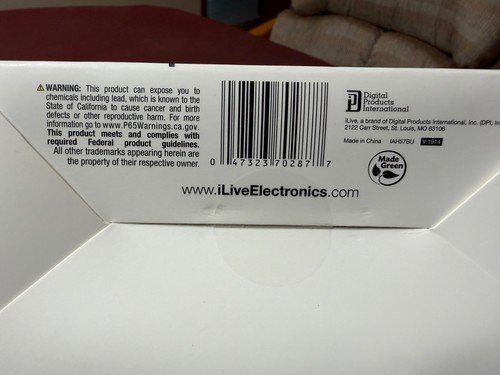 ⚠WARNING: This product can expose you to
chemicals including lead, which is known to the
State of California to cause cancer and birth
defects or other reproductive harm. For more
information go to www.P65Warnings.ca.gov.
This product meets and complies with
required Federal product guidelines.
All other trademarks appearing herein are
the property of their respective owner.
0 47323 70287 7
www.iLiveElectronics.com
Digital
Products
International
iLive, a brand of Digital Products International, Inc. (DPI, In
2122 Carr Street, St. Louis, MO 63106
Made in China IAH57BU V:1914
Made
Green